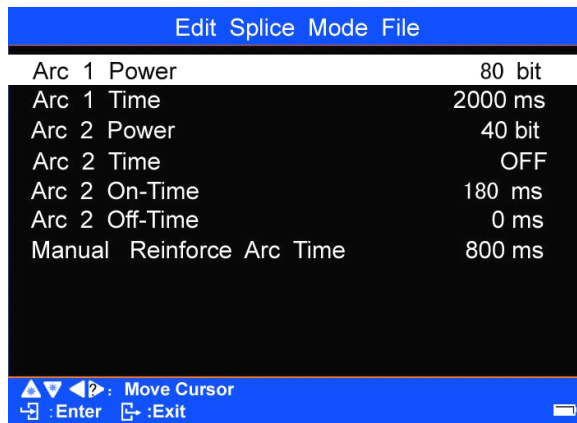 Edit Splice Mode File
Arc 1 Power 80 bit
Arc 1 Time 2000 ms
Arc 2 Power 40 bit
Arc 2 Time OFF
Arc 2 On-Time 180 ms
Arc 2 Off-Time 0 ms
Manual Reinforce Arc Time 800 ms
?: Move Cursor
:Enter :Exit